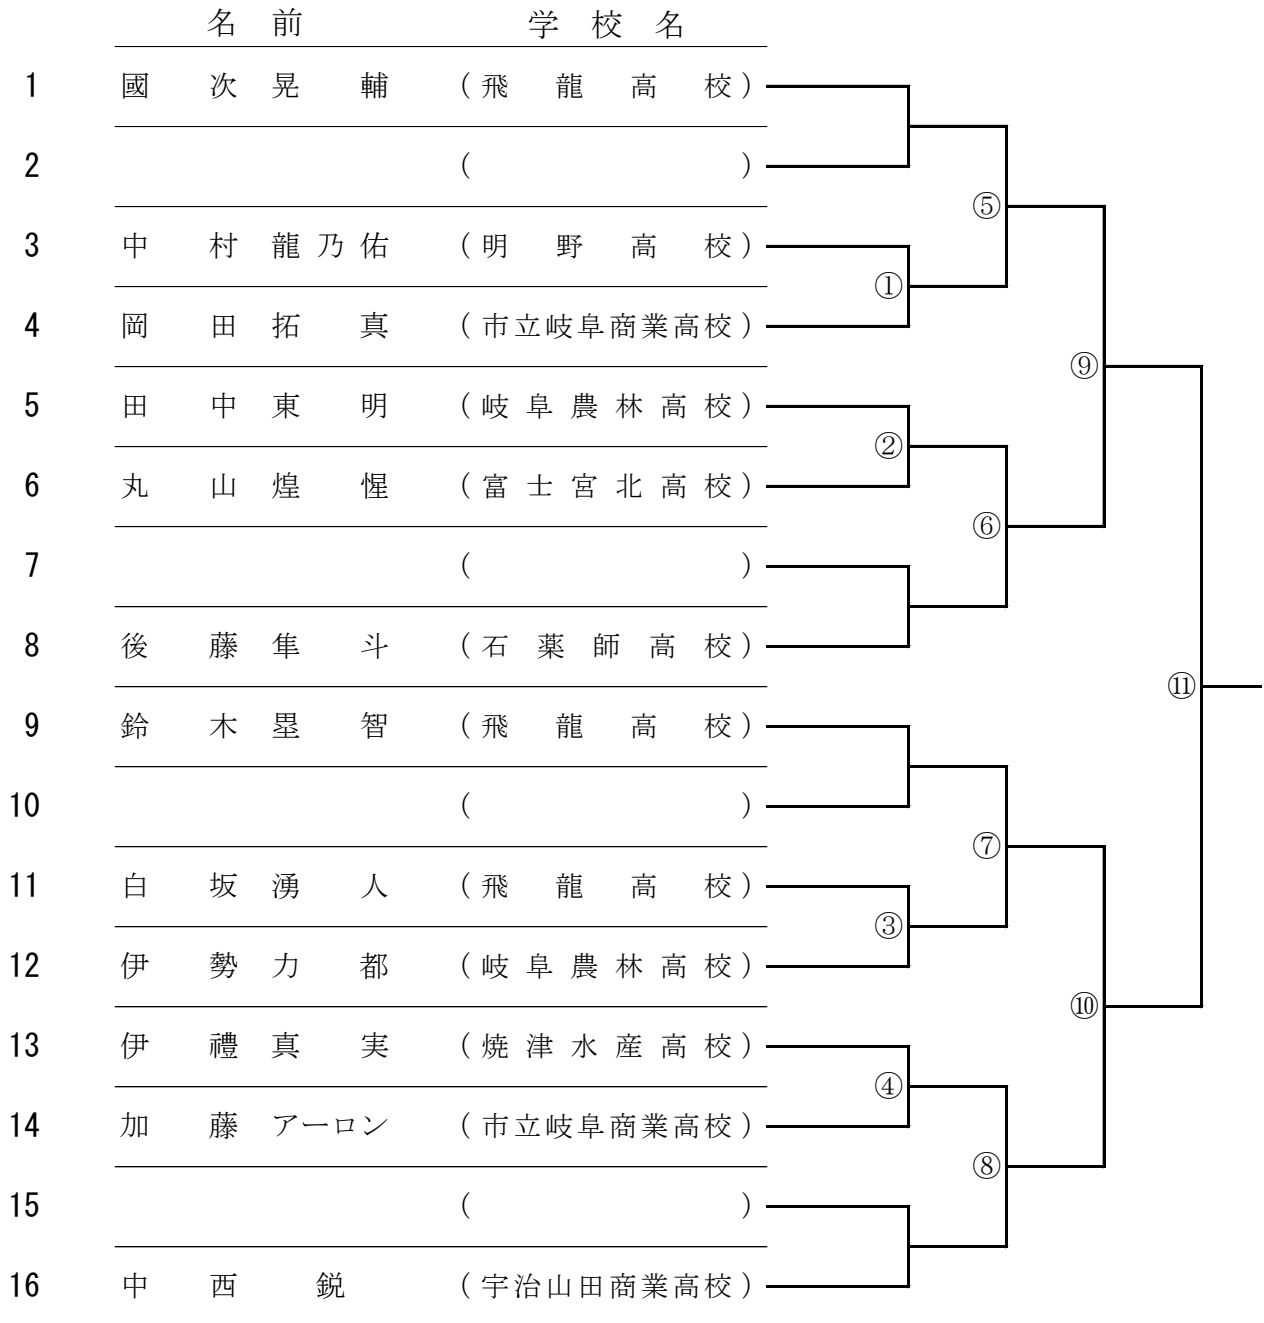 名前 学校名
1 國次晃輔 (飛龍高校)
2 ( )
⑤
3 中村龍乃佑 (明野高校)
①
4 岡田拓真 (市立岐阜商業高校)
⑨
5 田中東明 (岐阜農林高校)
②
6 丸山煌惺 (富士宮北高校)
⑥
7 ( )
8 後藤隼斗 (石薬師高校)
⑪
9 鈴木塁智 (飛龍高校)
10 ( )
⑦
11 白坂湧人 (飛龍高校)
③
12 伊勢力都 (岐阜農林高校)
⑩
13 伊禮真実 (焼津水産高校)
④
14 加藤アーロン (市立岐阜商業高校)
⑧
15 ( )
16 中西鋭 (宇治山田商業高校)